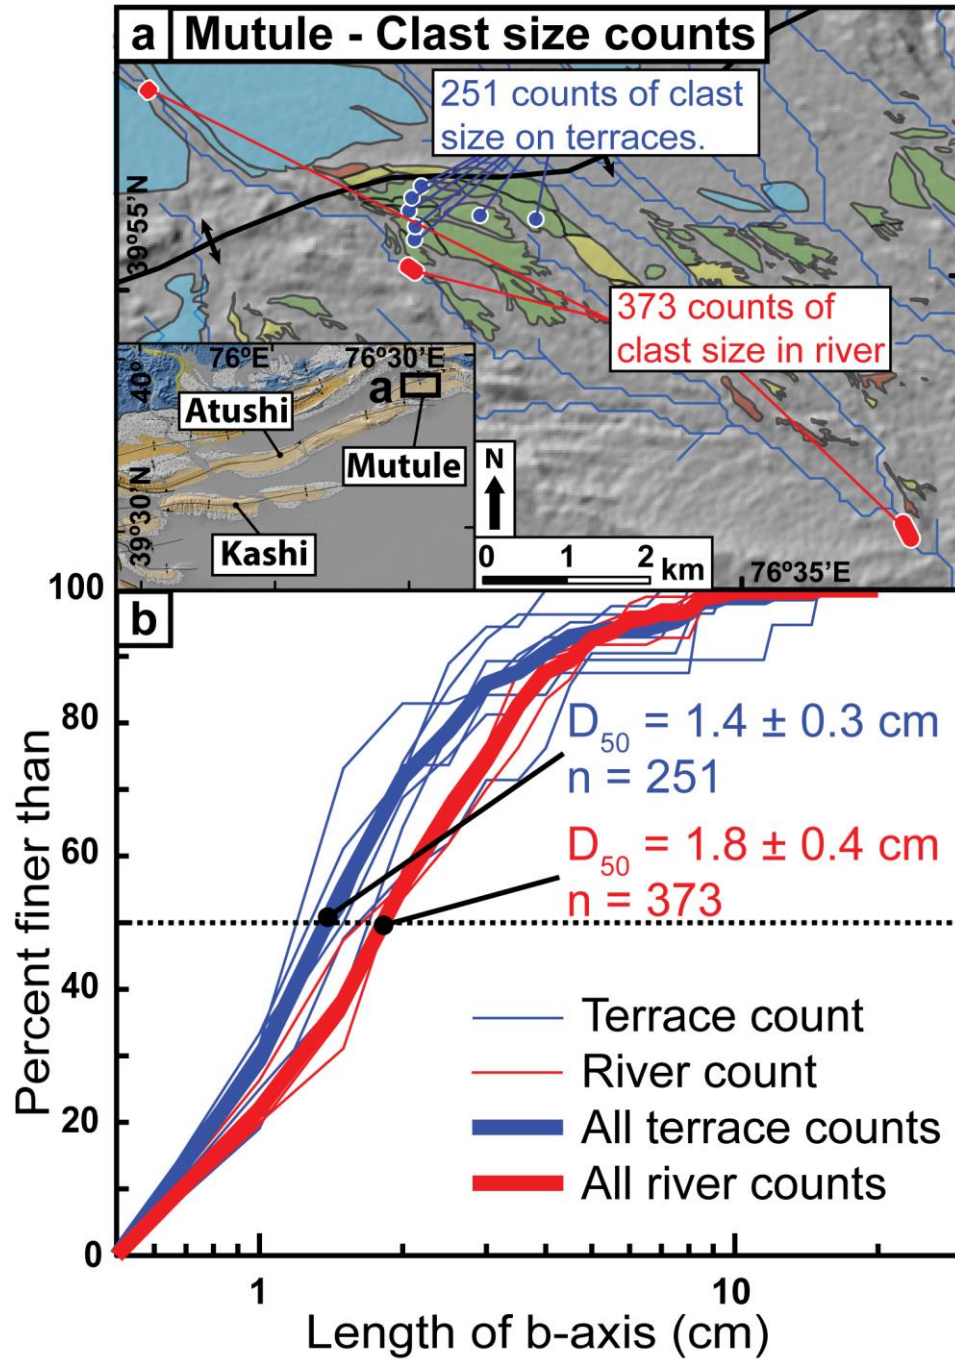 a Mutule - Clast size counts
251 counts of clast
size on terraces.
39°55'N
373 counts of
clast size in river
76°E
76°30'E
40°
a
Atushi
Mutule
39°30'N
Kashi
N
0 1 2 km
76°35'E
b
100
80
60
40
20
0
Percent finer than
D50 = 1.4 ± 0.3 cm
n = 251
D50 = 1.8 ± 0.4 cm
n = 373
Terrace count
River count
All terrace counts
All river counts
1 10
Length of b-axis (cm)